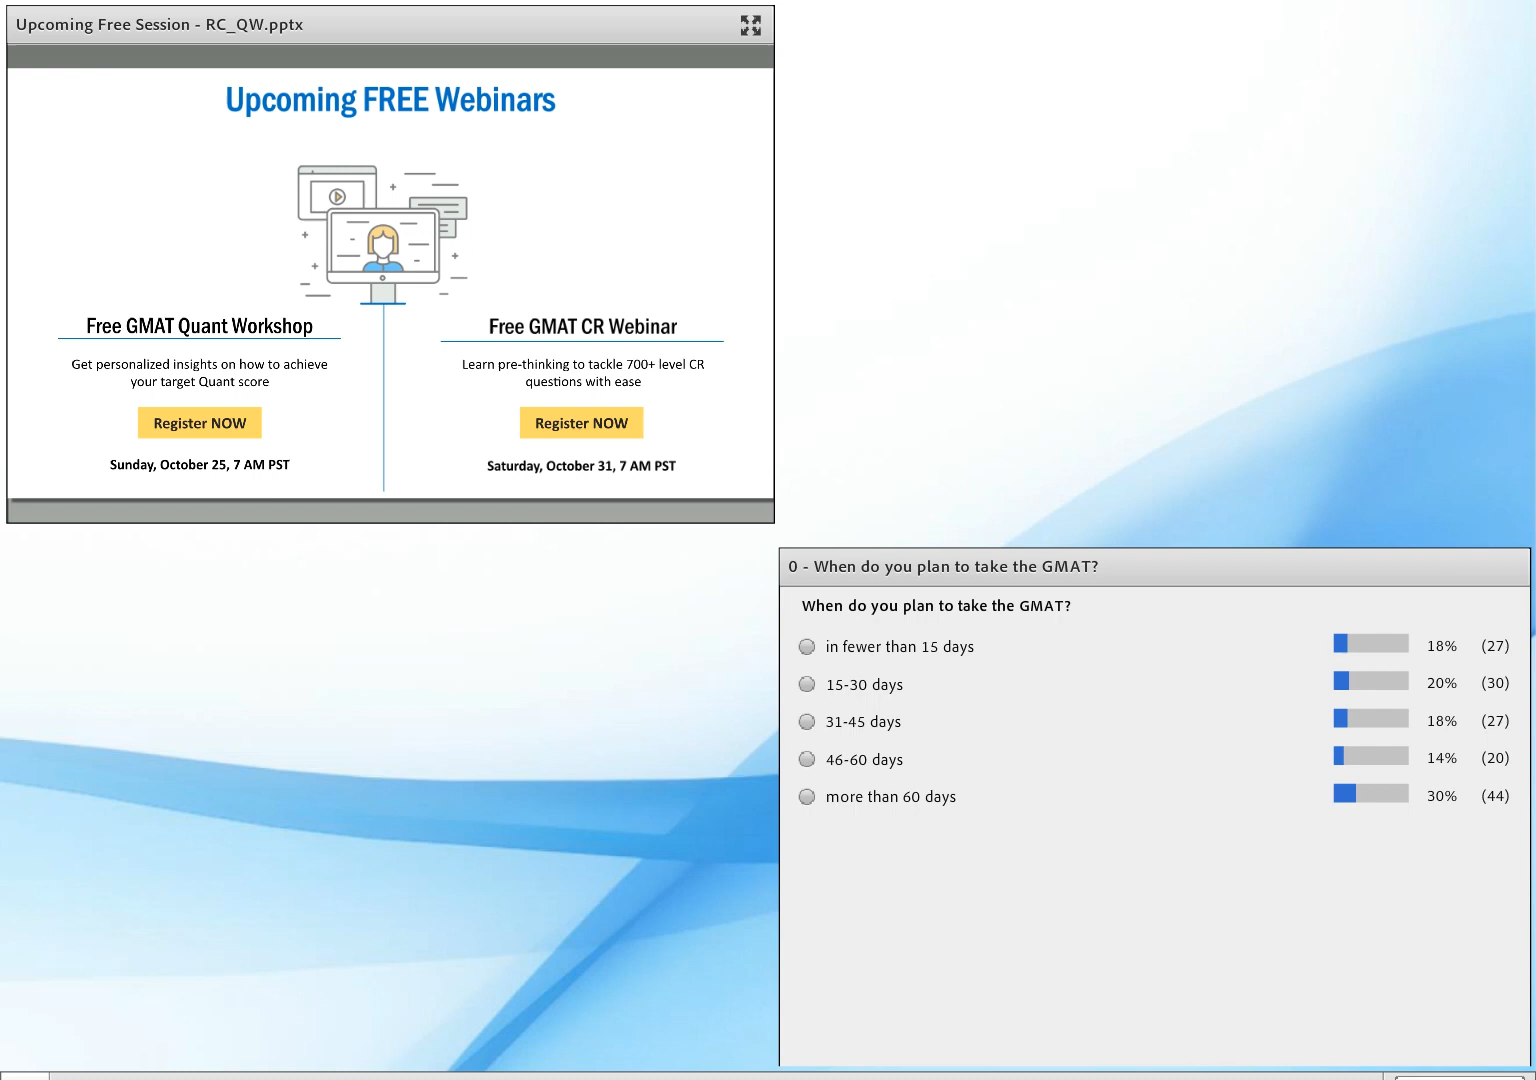 Upcoming Free Session - RC_QW.pptx
Upcoming FREE Webinars
Free GMAT Quant Workshop
Get personalized insights on how to achieve
your target Quant score
Register NOW
Sunday, October 25, 7 AM PST
Free GMAT CR Webinar
Learn pre-thinking to tackle 700+ level CR
questions with ease
Register NOW
Saturday, October 31, 7 AM PST
0 - When do you plan to take the GMAT?
When do you plan to take the GMAT?
in fewer than 15 days 18% (27)
15-30 days 20% (30)
31-45 days 18% (27)
46-60 days 14% (20)
more than 60 days 30% (44)